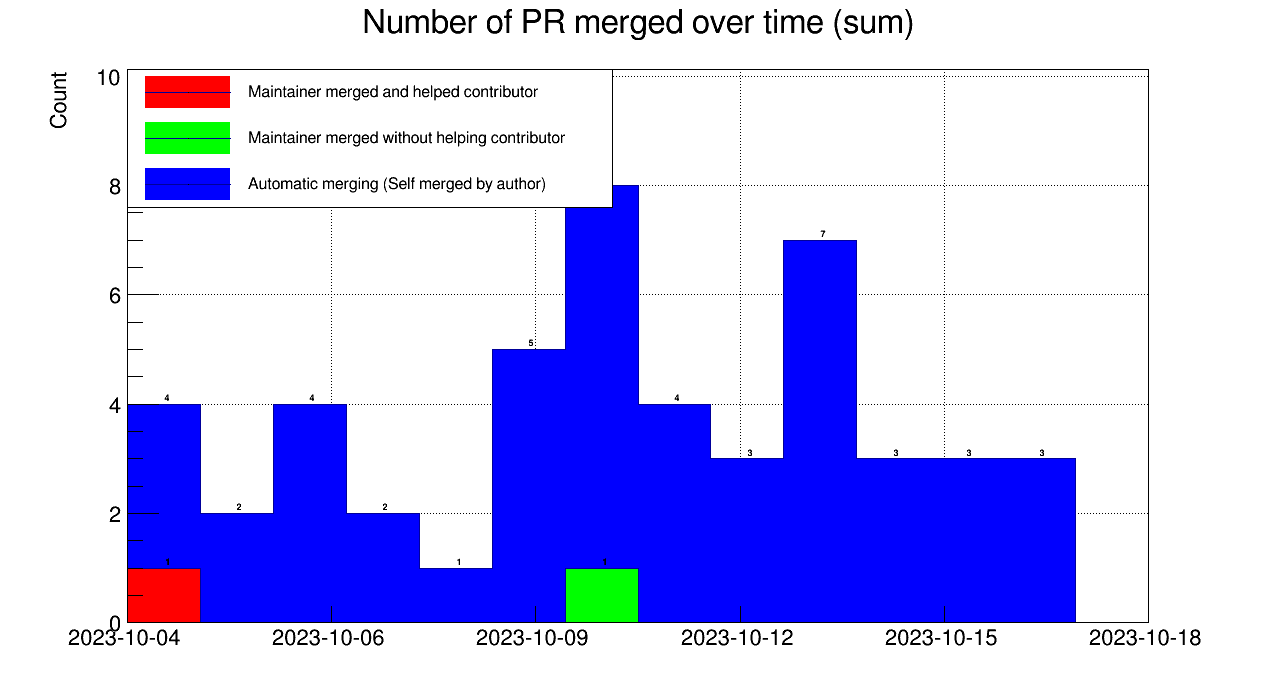 Number of PR merged over time (sum)
Count
10
Maintainer merged and helped contributor
Maintainer merged without helping contributor
8
Automatic merging (Self merged by author)
7
6
5
4
4 4 4
3 3 3 3
2
2 2
1
1 1
0
2023-10-04 2023-10-06 2023-10-09 2023-10-12 2023-10-15 2023-10-18